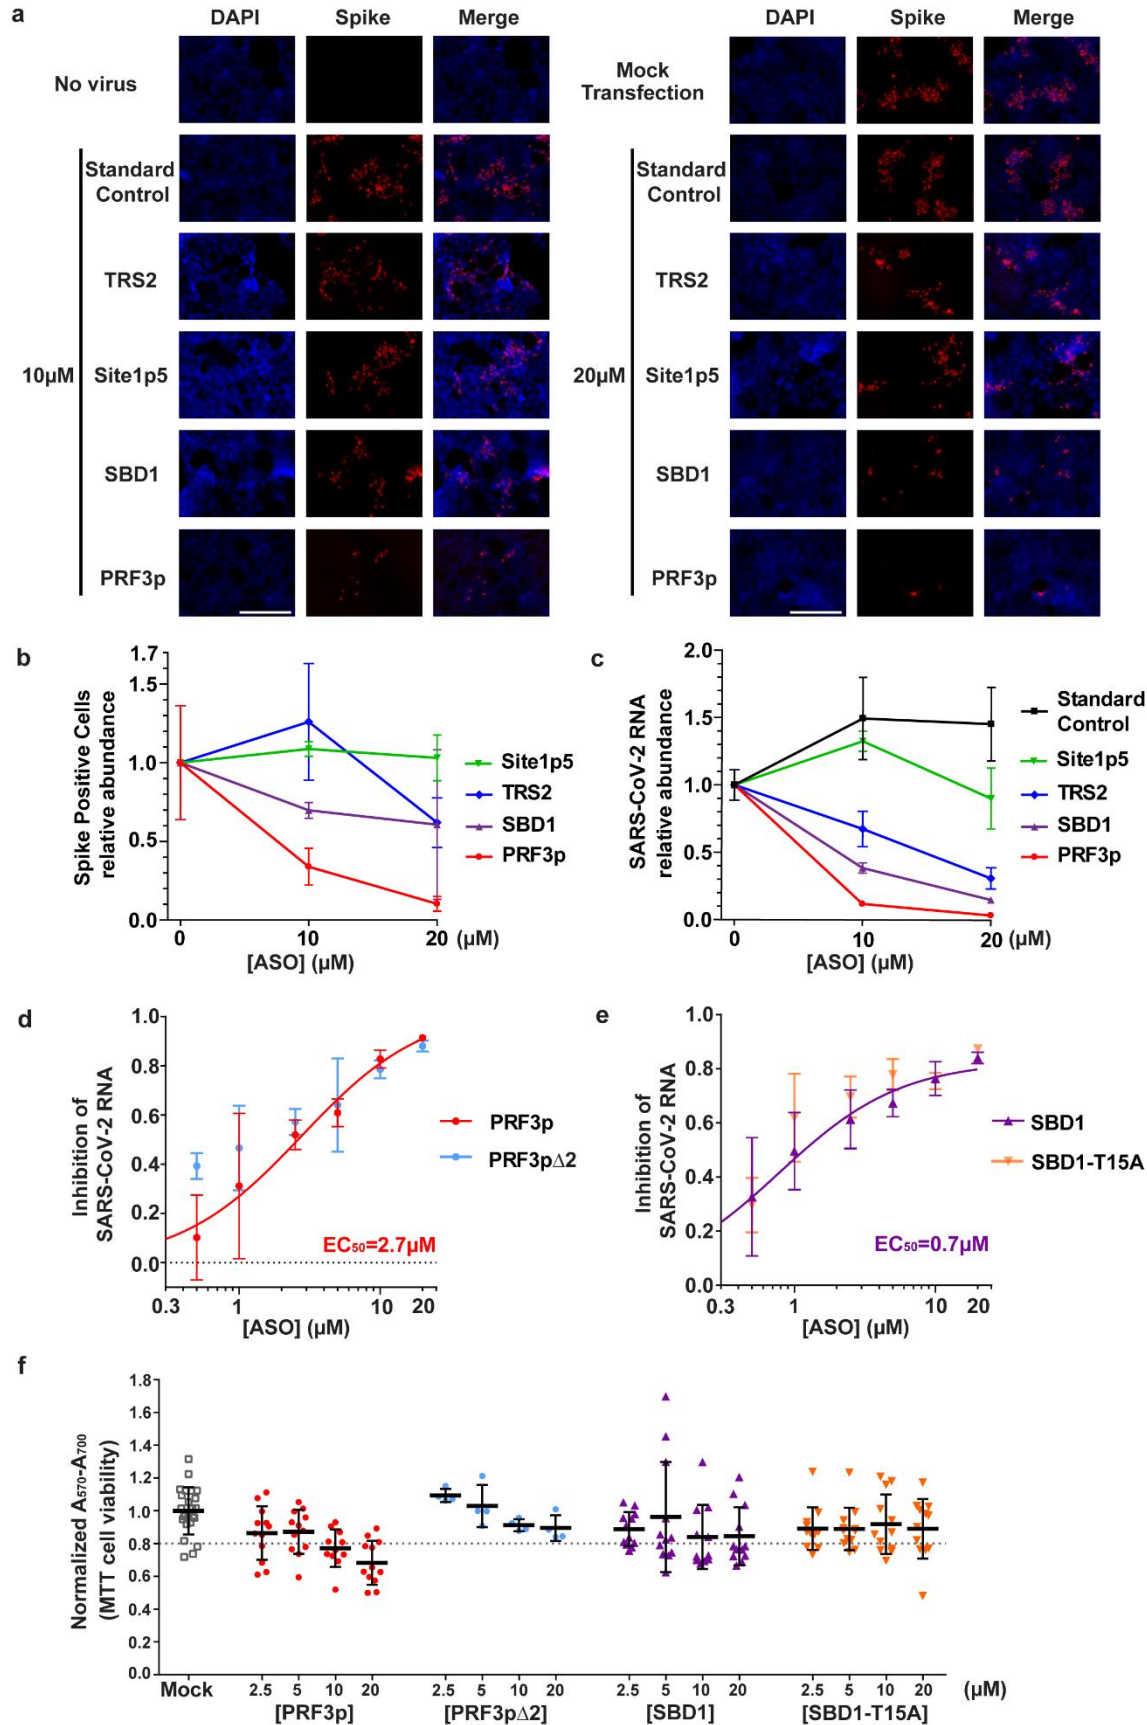 a
DAPI Spike Merge DAPI Spike Merge
No virus
Mock
Transfection
Standard
Control
Standard
Control
TRS2
TRS2
10µM Site1p5
20µM Site1p5
SBD1
SBD1
PRF3p
PRF3p
b
Spike Positive Cells
relative abundance
1.7
1.5
1.0
0.5
0.0
0 10 20 (µM)
[ASO] (µM)
Site1p5
TRS2
SBD1
PRF3p
c
SARS-CoV-2 RNA
relative abundance
2.0
1.5
1.0
0.5
0.0
0 10 20 (µM)
[ASO] (µM)
Standard
Control
Site1p5
TRS2
SBD1
PRF3p
d
Inhibition of
SARS-CoV-2 RNA
1.0
0.8
0.6
0.4
0.2
0.0
0.3 1 10 20
[ASO] (µM)
EC50=2.7µM
PRF3p
PRF3pΔ2
e
Inhibition of
SARS-CoV-2 RNA
1.0
0.8
0.6
0.4
0.2
0.0
0.3 1 10 20
[ASO] (µM)
EC50=0.7µM
SBD1
SBD1-T15A
f
Normalized A570-A700
(MTT cell viability)
1.8
1.6
1.4
1.2
1.0
0.8
0.6
0.4
0.2
0.0
Mock 2.5 5 10 20 2.5 5 10 20 2.5 5 10 20 2.5 5 10 20 (µM)
[PRF3p] [PRF3pΔ2] [SBD1] [SBD1-T15A]